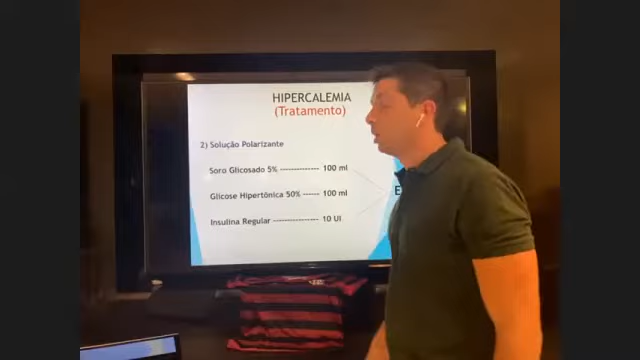 HIPERCALEMIA
(Tratamento)
2) Solução Polarizante
Soro Glicosado 5% --------------- 100 ml
Glicose Hipertônica 50% ------ 100 ml
Insulina Regular ----------------- 10 UI
E